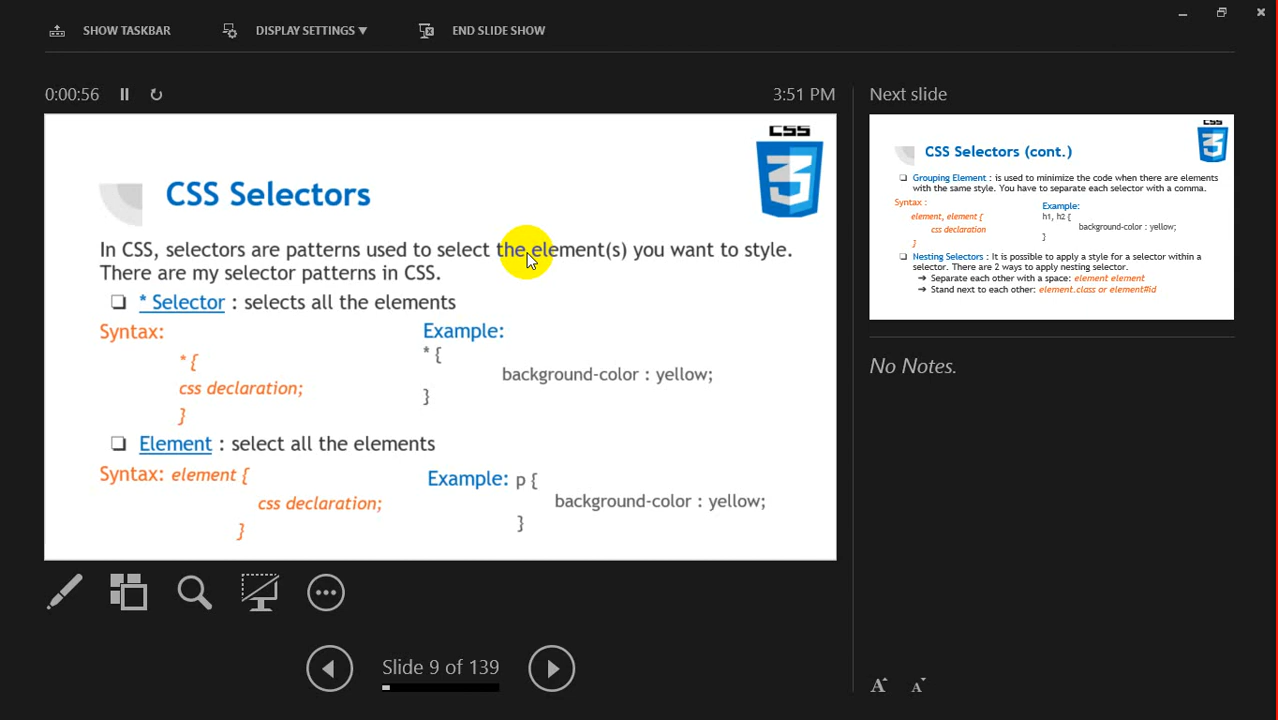 SHOW TASKBAR
DISPLAY SETTINGS ▼
END SLIDE SHOW
0:00:56
3:51 PM
CSS
3
CSS Selectors
In CSS, selectors are patterns used to select the element(s) you want to style.
There are my selector patterns in CSS.
❑ * Selector : selects all the elements
Syntax:
* {
css declaration;
}
Example:
* {
background-color : yellow;
}
❑ Element : select all the elements
Syntax: element {
css declaration;
}
Example: p {
background-color : yellow;
}
Slide 9 of 139
Next slide
CSS
3
CSS Selectors (cont.)
❑ Grouping Element : is used to minimize the code when there are elements
with the same style. You have to separate each selector with a comma.
Syntax :
element, element {
css declaration
}
Example:
h1, h2 {
background-color : yellow;
}
❑ Nesting Selectors : It is possible to apply a style for a selector within a
selector. There are 2 ways to apply nesting selector.
➔ Separate each other with a space: element element
➔ Stand next to each other: element.class or element#id
No Notes.
A A